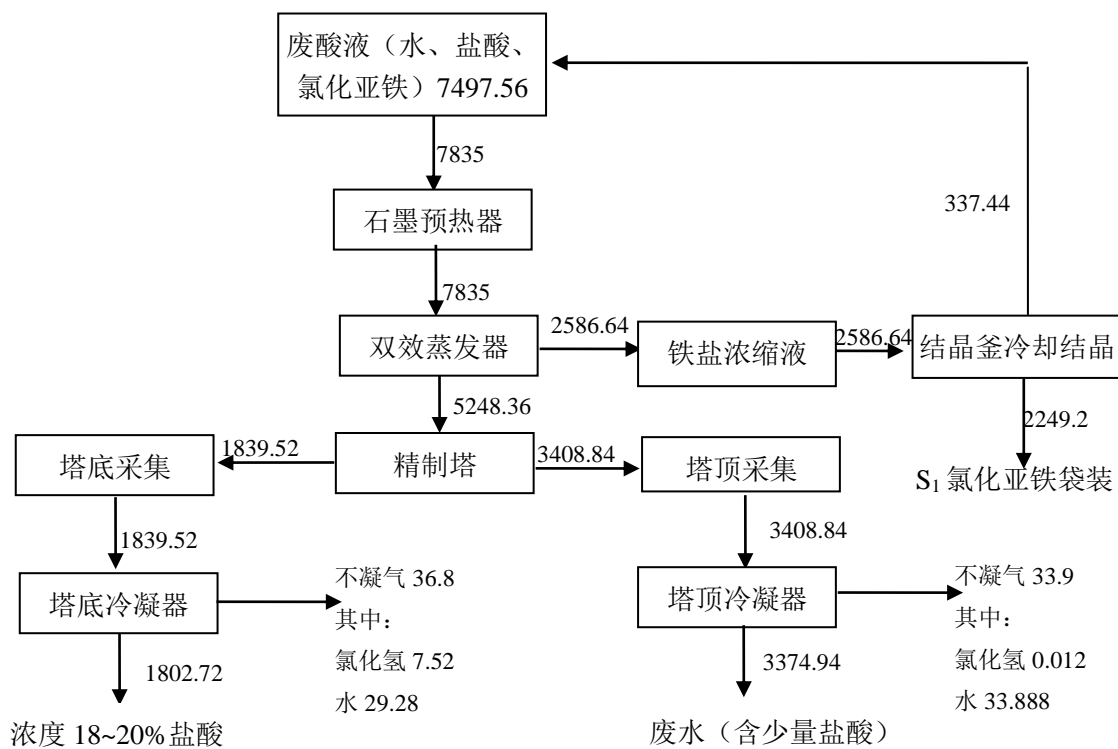 废酸液（水、盐酸、
氯化亚铁）7497.56
7835
337.44
石墨预热器
7835
双效蒸发器
2586.64
铁盐浓缩液
2586.64
结晶釜冷却结晶
5248.36
2249.2
塔底采集
1839.52
精制塔
3408.84
塔顶采集
S₁ 氯化亚铁袋装
1839.52
3408.84
塔底冷凝器
不凝气 36.8
其中：
氯化氢 7.52
水 29.28
塔顶冷凝器
不凝气 33.9
其中：
氯化氢 0.012
水 33.888
1802.72
3374.94
浓度 18~20%盐酸
废水（含少量盐酸）